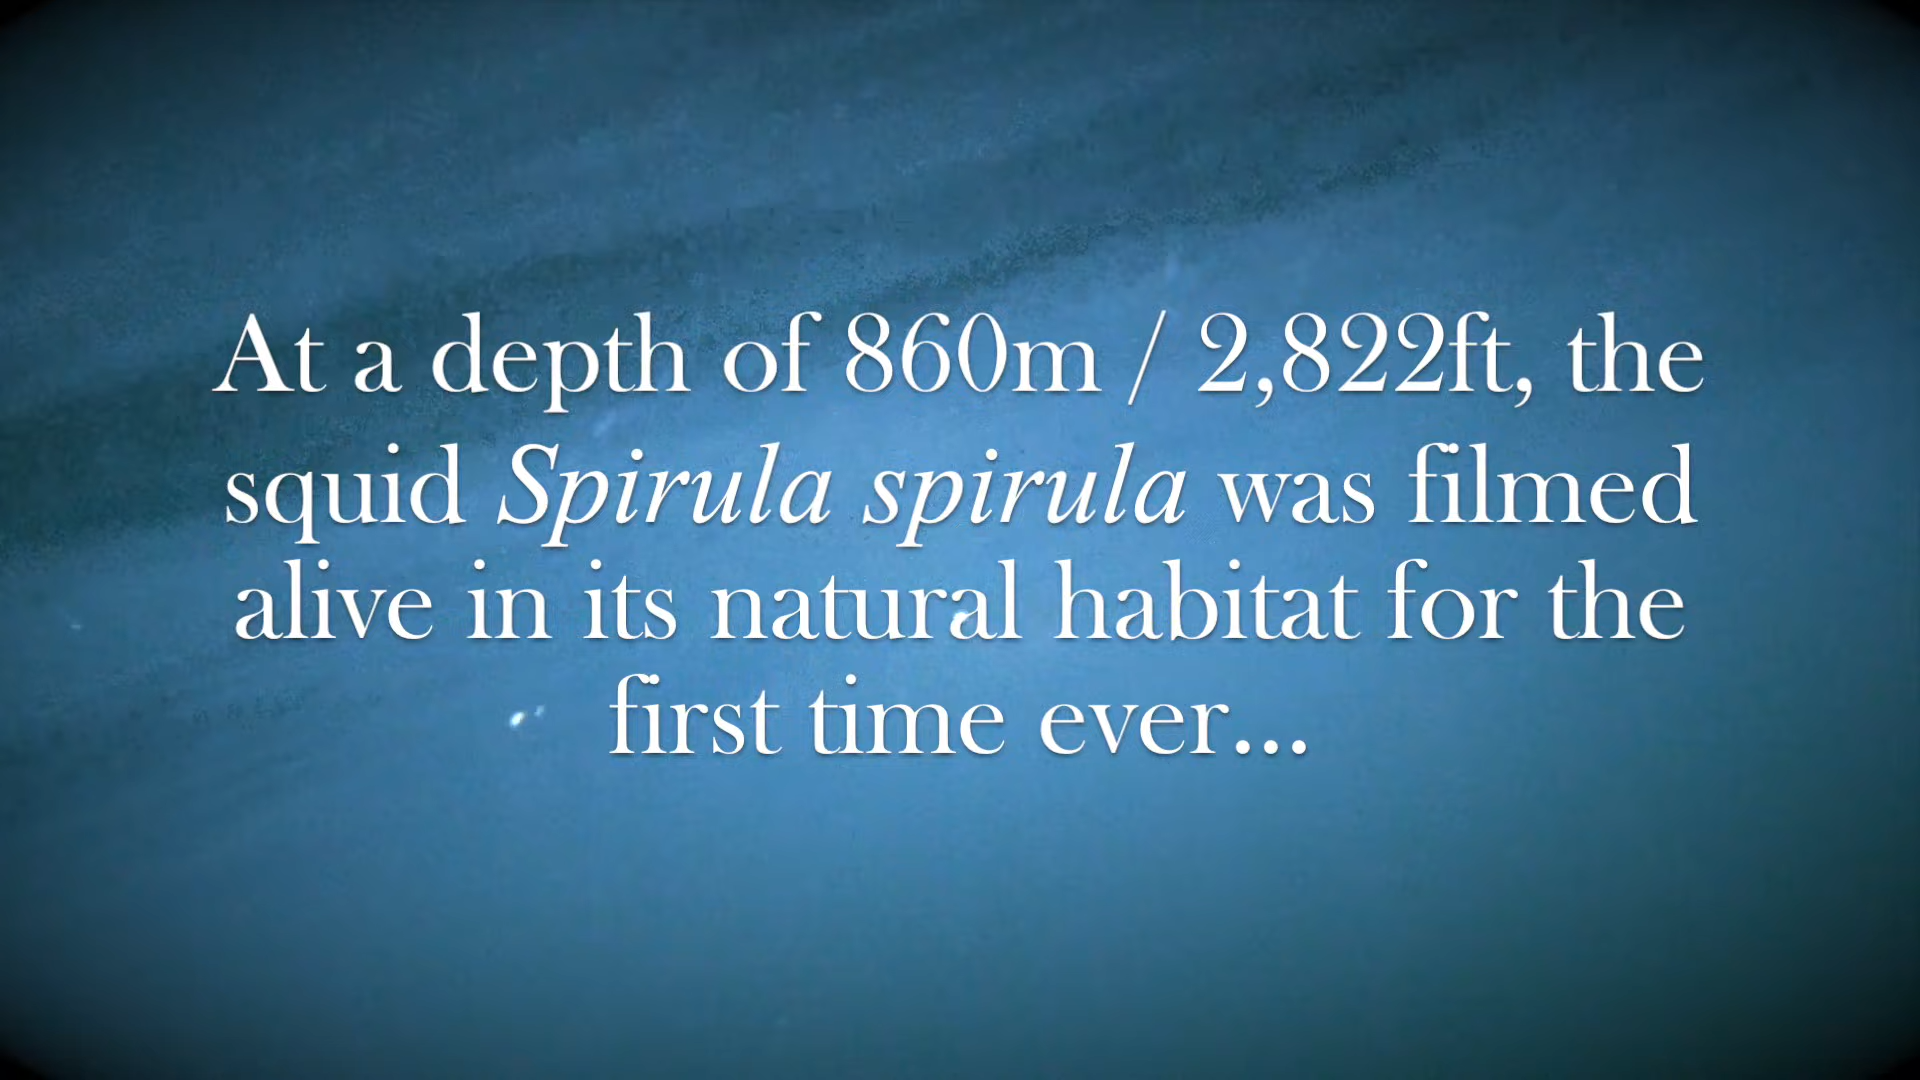 At a depth of 860m / 2,822ft, the
squid Spirula spirula was filmed
alive in its natural habitat for the
first time ever...